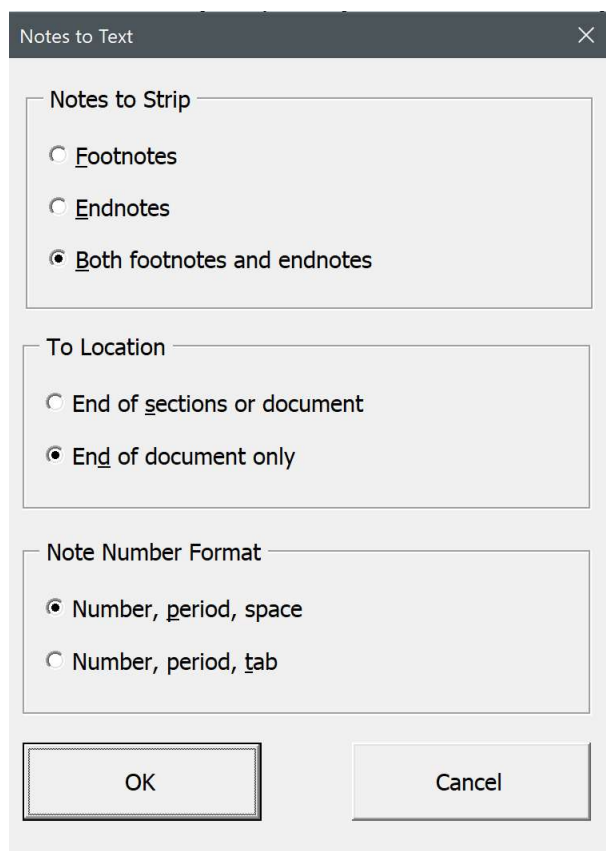 Notes to Text
Notes to Strip
Footnotes
Endnotes
Both footnotes and endnotes
To Location
End of sections or document
End of document only
Note Number Format
Number, period, space
Number, period, tab
OK
Cancel